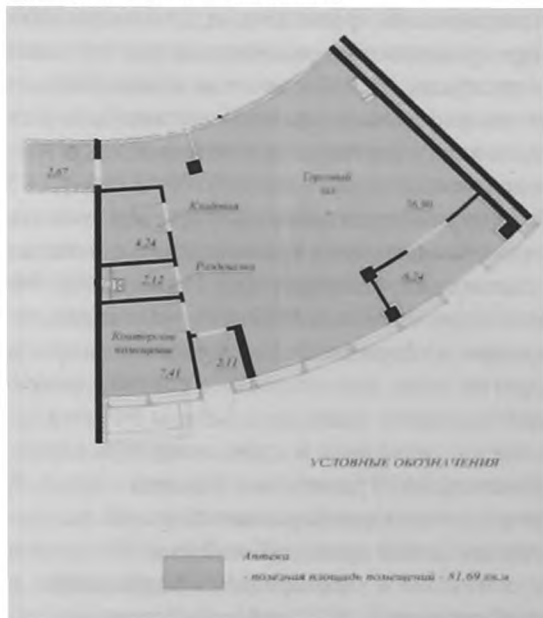 2,67
Кладовая
Торговый
зал
56,90
4,24
Раздевалка
6,24
2,12
Конторское
помещение
2,11
7,41
УСЛОВНЫЕ ОБОЗНАЧЕНИЯ
Аптека
- полезная площадь помещений - 81,69 кв.м